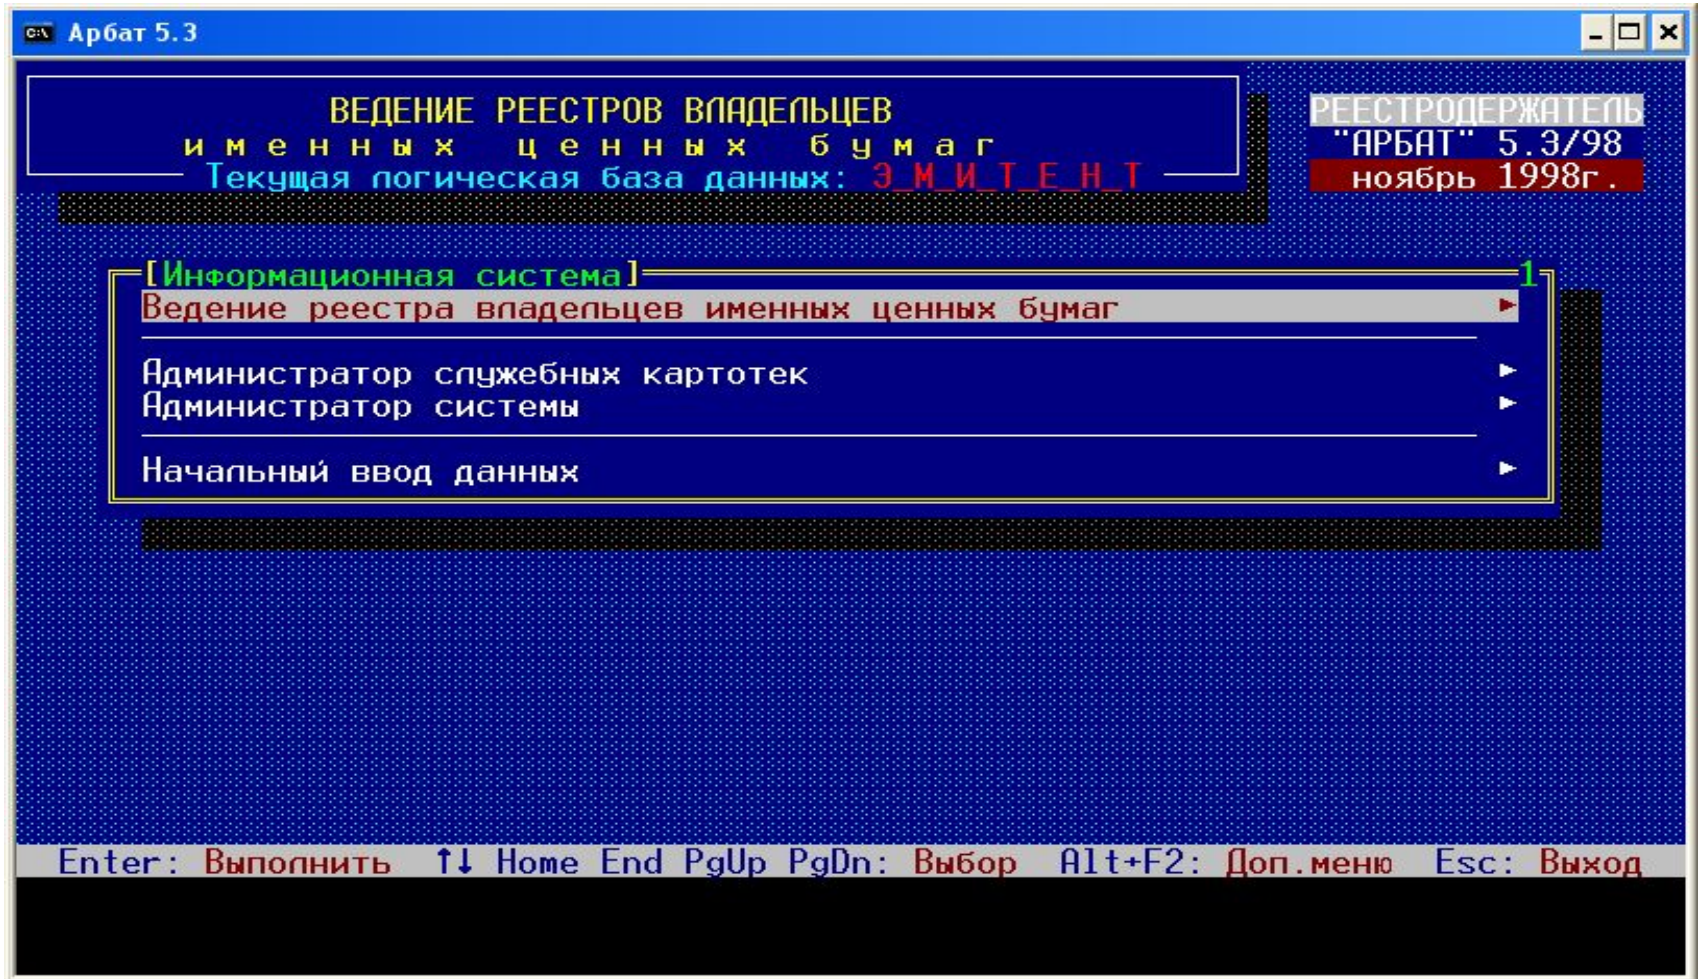 Арбат 5.3
ВЕДЕНИЕ РЕЕСТРОВ ВЛАДЕЛЬЦЕВ
именных ценных бумаг
Текущая логическая база данных: Э_М_И_Т_Е_Н_Т
РЕЕСТРОДЕРЖАТЕЛЬ
"АРБАТ" 5.3/98
ноябрь 1998г.
[Информационная система] 1
Ведение реестра владельцев именных ценных бумаг ►
Администратор служебных картотек ►
Администратор системы ►
Начальный ввод данных ►
Enter: Выполнить ↑↓ Home End PgUp PgDn: Выбор Alt+F2: Доп.меню Esc: Выход